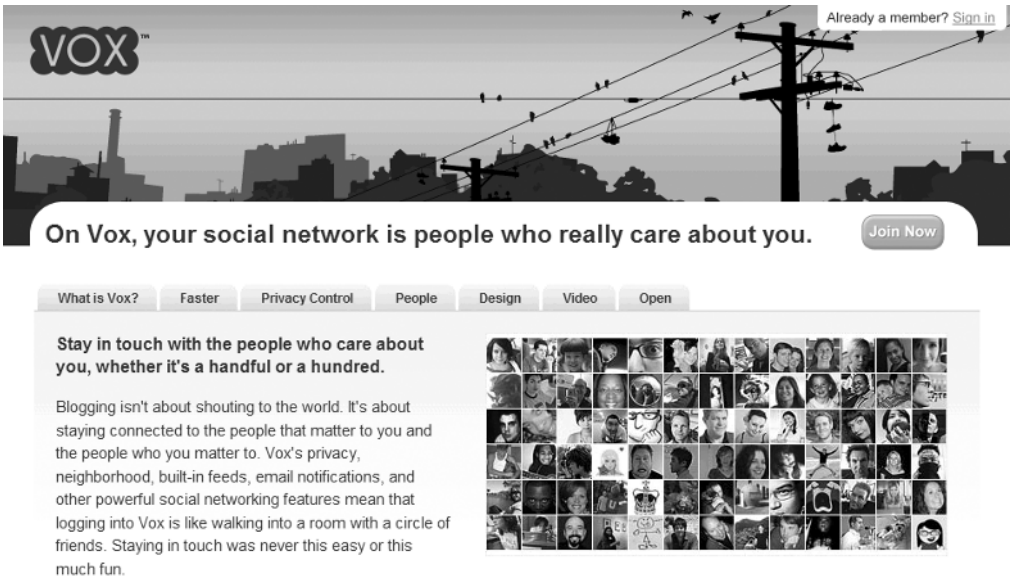 Already a member? Sign in
VOX™
On Vox, your social network is people who really care about you.
Join Now
What is Vox? Faster Privacy Control People Design Video Open
Stay in touch with the people who care about
you, whether it's a handful or a hundred.
Blogging isn't about shouting to the world. It's about
staying connected to the people that matter to you and
the people who you matter to. Vox's privacy,
neighborhood, built-in feeds, email notifications, and
other powerful social networking features mean that
logging into Vox is like walking into a room with a circle of
friends. Staying in touch was never this easy or this
much fun.